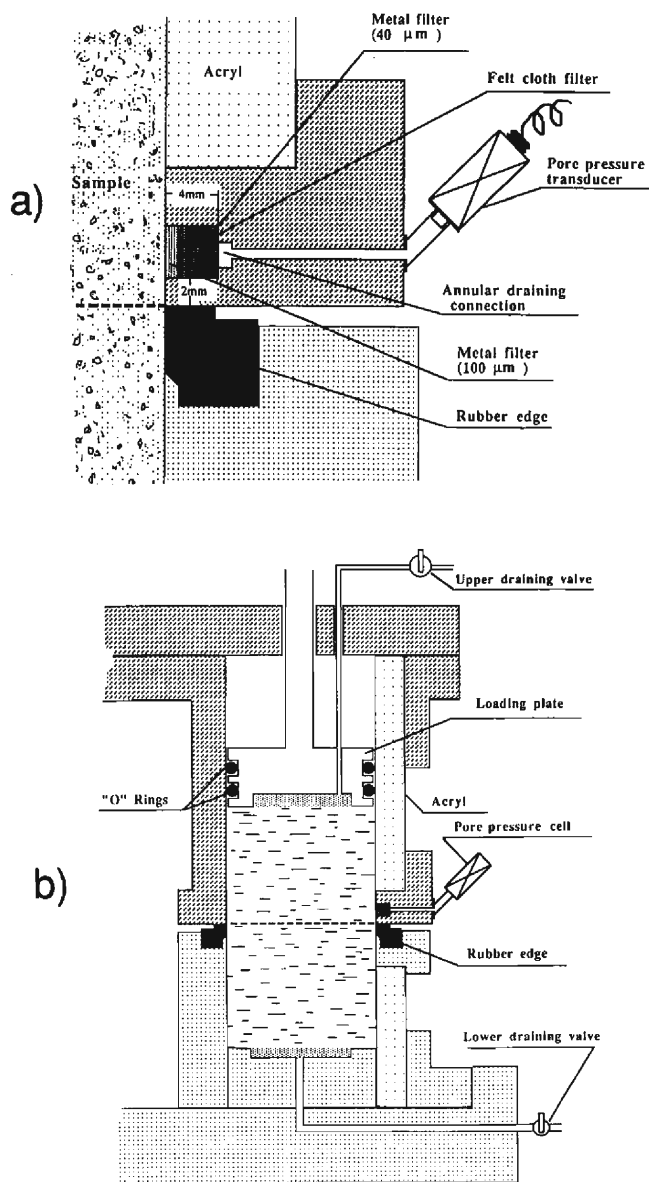 Metal filter
(40 μm)
Acryl
Felt cloth filter
Sample
4mm
Pore pressure
transducer
a)
2mm
Annular draining
connection
Metal filter
(100 μm)
Rubber edge
Upper draining valve
Loading plate
"O" Rings
Acryl
Pore pressure cell
b)
Rubber edge
Lower draining valve